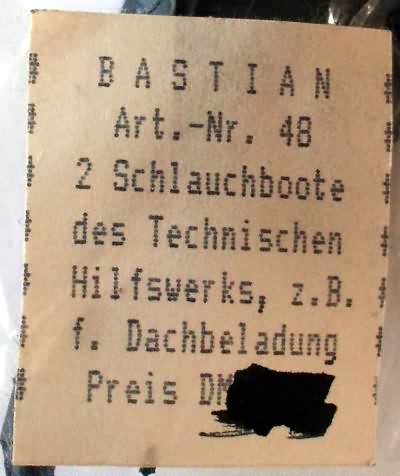 B A S T I A N
Art.-Nr. 48
2 Schlauchboote
des Technischen
Hilfswerks, z.B.
f. Dachbeladung
Preis DM